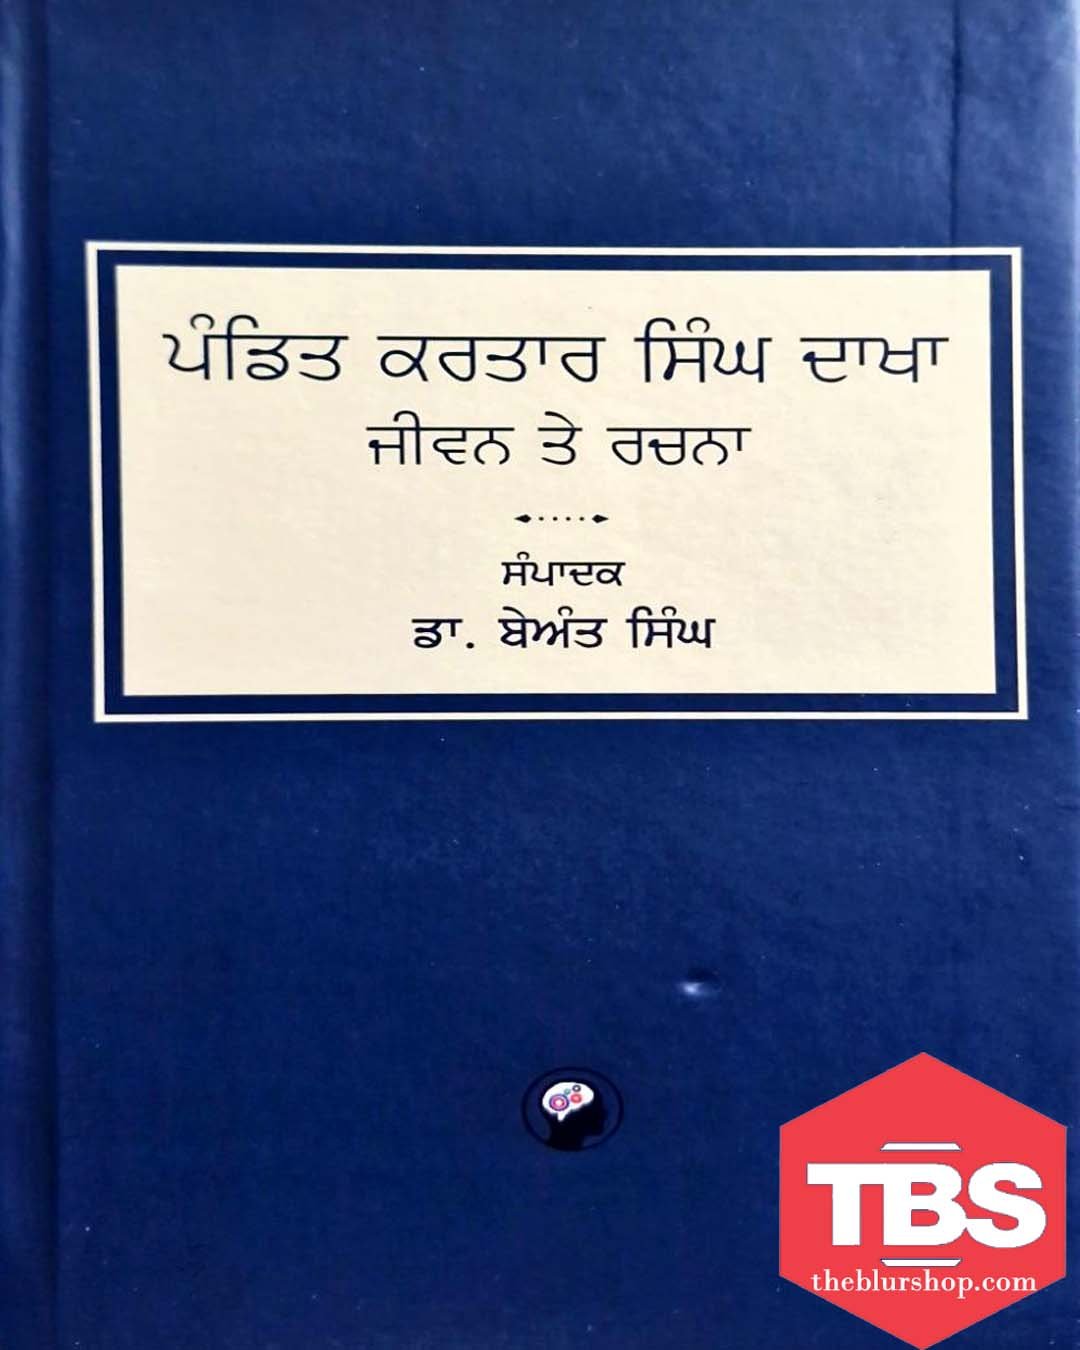 ਪੰਡਿਤ ਕਰਤਾਰ ਸਿੰਘ ਦਾਖਾ
ਜੀਵਨ ਤੇ ਰਚਨਾ
ਸੰਪਾਦਕ
ਡਾ. ਬੇਅੰਤ ਸਿੰਘ
TBS
theblurshop.com